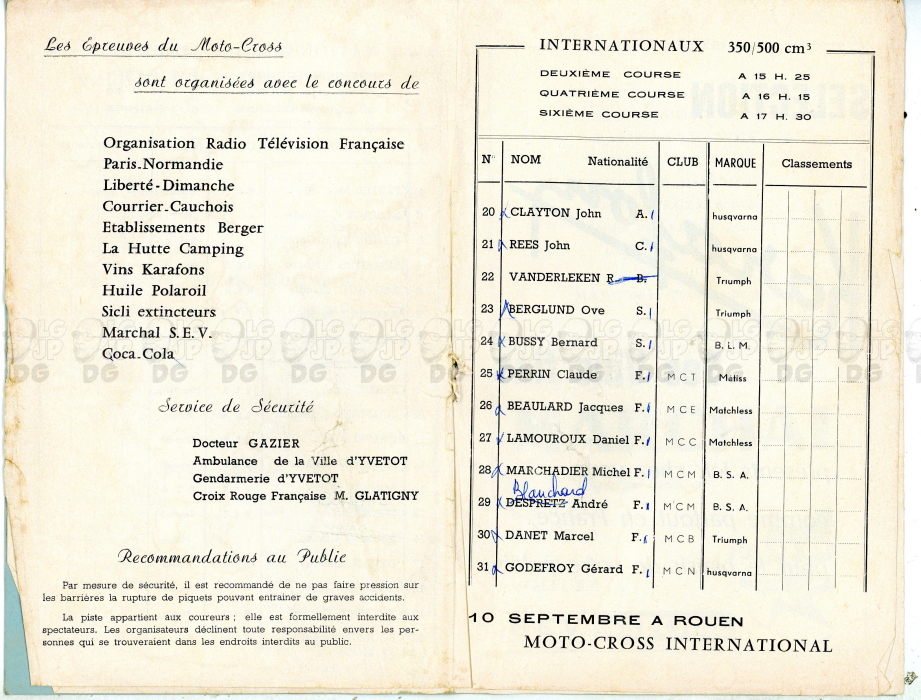 Les Epreuves du Moto-Cross
sont organisées avec le concours de
Organisation Radio Télévision Française
Paris-Normandie
Liberté-Dimanche
Courrier-Cauchois
Etablissements Berger
La Hutte Camping
Vins Karafons
Huile Polaroil
Sicli extincteurs
Marchal S.E.V.
Coca-Cola
Service de Sécurité
Docteur GAZIER
Ambulance de la Ville d'YVETOT
Gendarmerie d'YVETOT
Croix Rouge Française M. GLATIGNY
Recommandations au Public
Par mesure de sécurité, il est recommandé de ne pas faire pression sur
les barrières la rupture de piquets pouvant entrainer de graves accidents.
La piste appartient aux coureurs ; elle est formellement interdite aux
spectateurs. Les organisateurs déclinent toute responsabilité envers les per-
sonnes qui se trouveraient dans les endroits interdits au public.
INTERNATIONAUX 350/500 cm³
DEUXIÈME COURSE A 15 H. 25
QUATRIÈME COURSE A 16 H. 15
SIXIÈME COURSE A 17 H. 30
N° NOM Nationalité CLUB MARQUE Classements
20 CLAYTON John A. husqvarna
21 REES John C. husqvarna
22 VANDERLEKEN R. B. Triumph
23 BERGLUND Ove S. Triumph
24 BUSSY Bernard S. B.L.M.
25 PERRIN Claude F. MCT Métiss
26 BEAULARD Jacques F. MCE Matchless
27 LAMOUROUX Daniel F. MCC Matchless
28 MARCHADIER Michel F. MCM B.S.A.
Blanchard
29 DESPRETZ André F. MCM B.S.A.
30 DANET Marcel F. MCB Triumph
31 GODEFROY Gérard F. MCN husqvarna
10 SEPTEMBRE A ROUEN
MOTO-CROSS INTERNATIONAL
LG JP DG